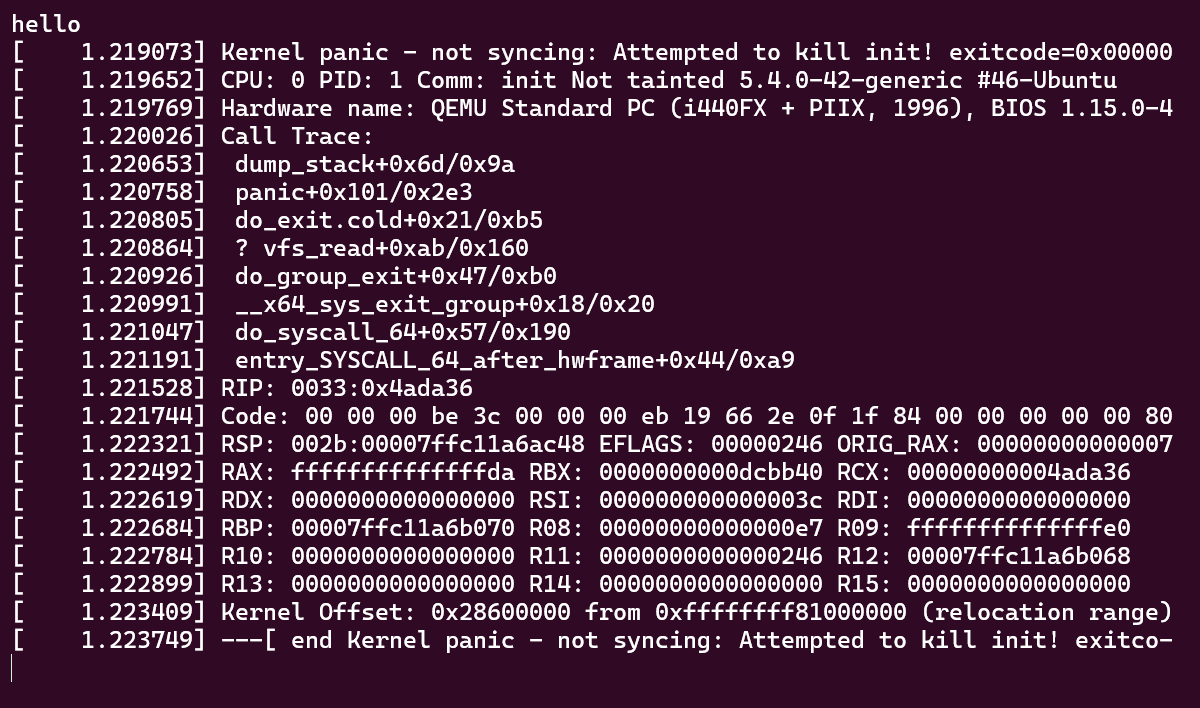 hello
[    1.219073] Kernel panic - not syncing: Attempted to kill init! exitcode=0x00000
[    1.219652] CPU: 0 PID: 1 Comm: init Not tainted 5.4.0-42-generic #46-Ubuntu
[    1.219769] Hardware name: QEMU Standard PC (i440FX + PIIX, 1996), BIOS 1.15.0-4
[    1.220026] Call Trace:
[    1.220653]  dump_stack+0x6d/0x9a
[    1.220758]  panic+0x101/0x2e3
[    1.220805]  do_exit.cold+0x21/0xb5
[    1.220864]  ? vfs_read+0xab/0x160
[    1.220926]  do_group_exit+0x47/0xb0
[    1.220991]  __x64_sys_exit_group+0x18/0x20
[    1.221047]  do_syscall_64+0x57/0x190
[    1.221191]  entry_SYSCALL_64_after_hwframe+0x44/0xa9
[    1.221528] RIP: 0033:0x4ada36
[    1.221744] Code: 00 00 00 be 3c 00 00 00 eb 19 66 2e 0f 1f 84 00 00 00 00 00 80
[    1.222321] RSP: 002b:00007ffc11a6ac48 EFLAGS: 00000246 ORIG_RAX: 00000000000007
[    1.222492] RAX: ffffffffffffffda RBX: 0000000000dcbb40 RCX: 00000000004ada36
[    1.222619] RDX: 0000000000000000 RSI: 000000000000003c RDI: 0000000000000000
[    1.222684] RBP: 00007ffc11a6b070 R08: 00000000000000e7 R09: ffffffffffffffe0
[    1.222784] R10: 0000000000000000 R11: 0000000000000246 R12: 00007ffc11a6b068
[    1.222899] R13: 0000000000000000 R14: 0000000000000000 R15: 0000000000000000
[    1.223409] Kernel Offset: 0x28600000 from 0xffffffff81000000 (relocation range)
[    1.223749] ---[ end Kernel panic - not syncing: Attempted to kill init! exitco-